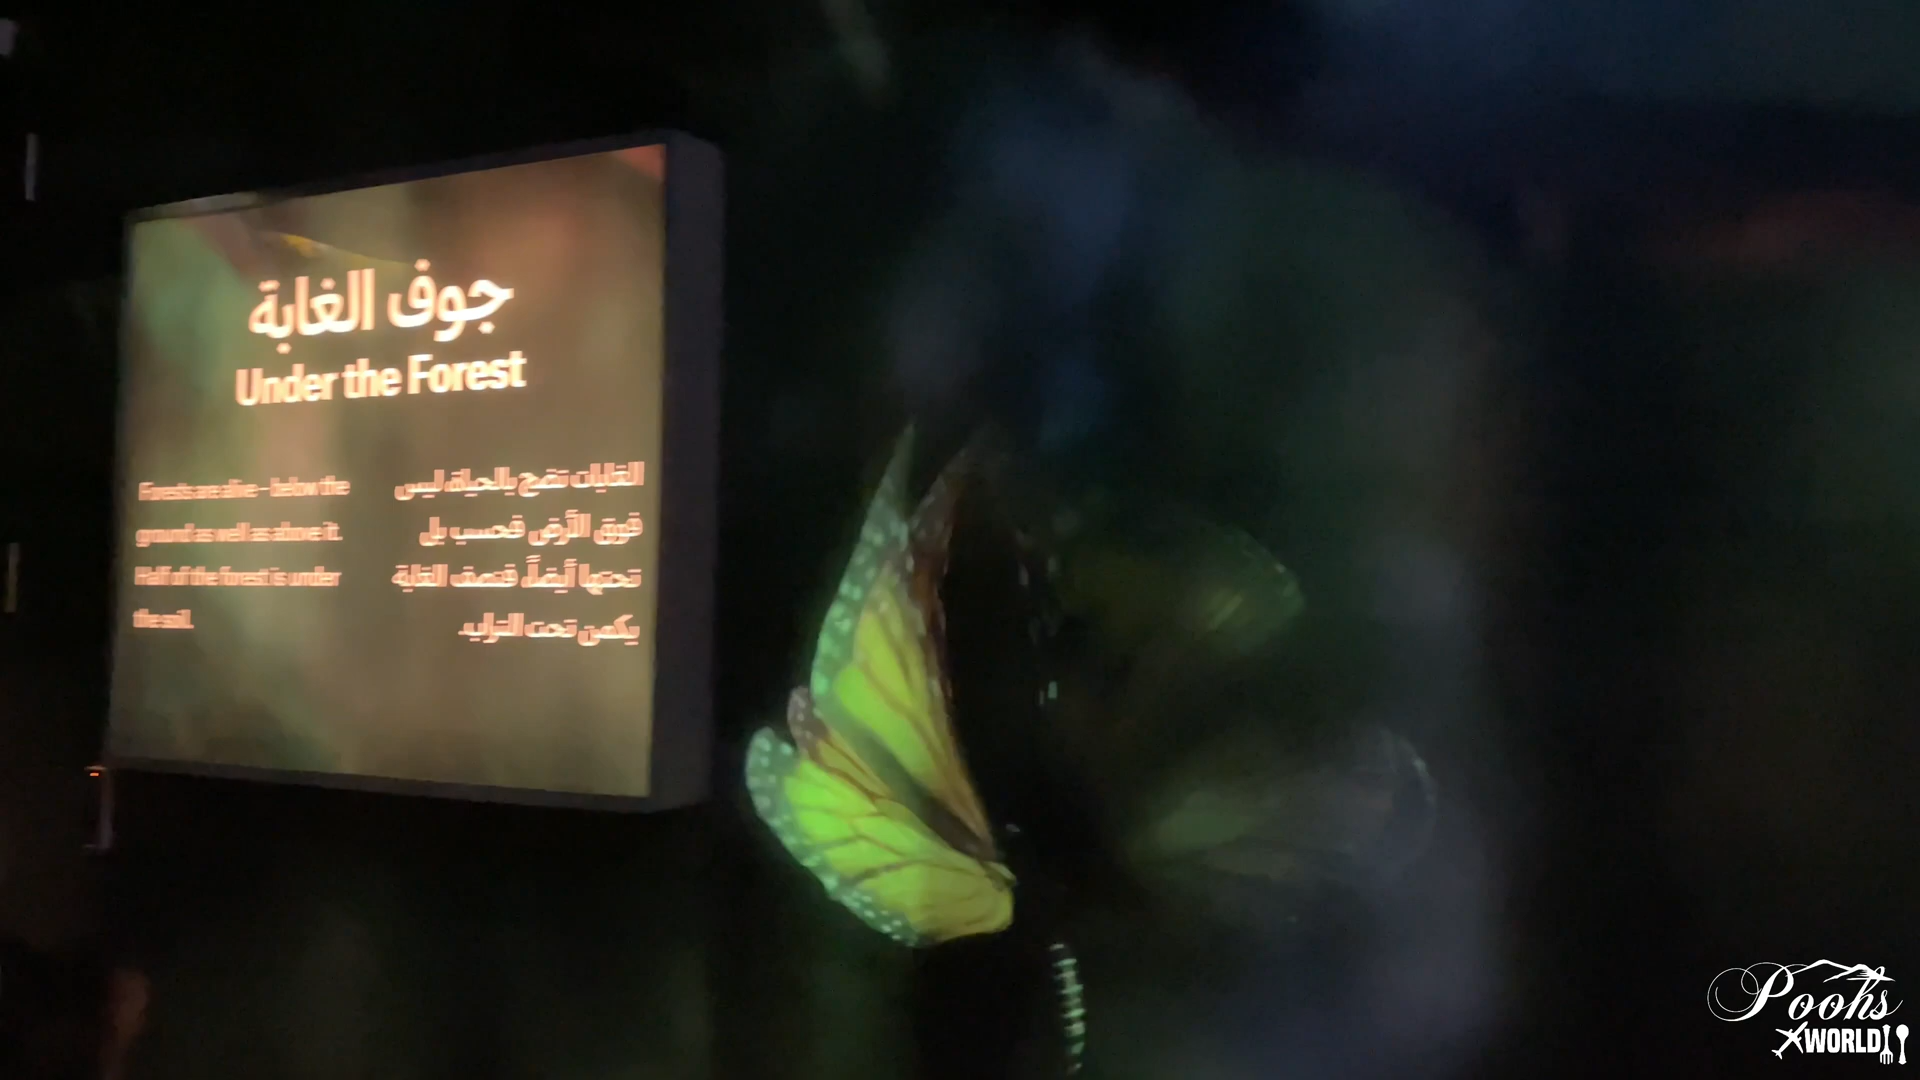 جوف الغابة
Under the Forest
Forests are alive – below the
ground as well as above it.
Half of the forest is under
the soil.
الغابات تضج بالحياة، ليس
فوق الأرض فحسب بل
تحتها أيضاً، فنصف الغابة
يكمن تحت التراب.
Poohs
WORLD